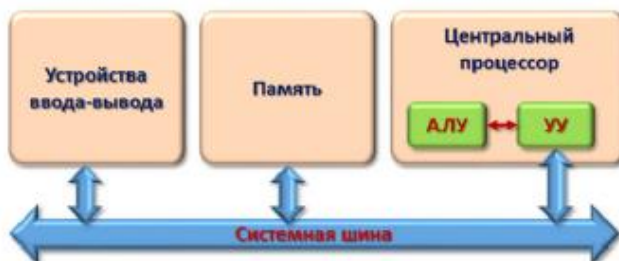 Устройства
ввода-вывода
Память
Центральный
процессор
АЛУ
УУ
Системная шина